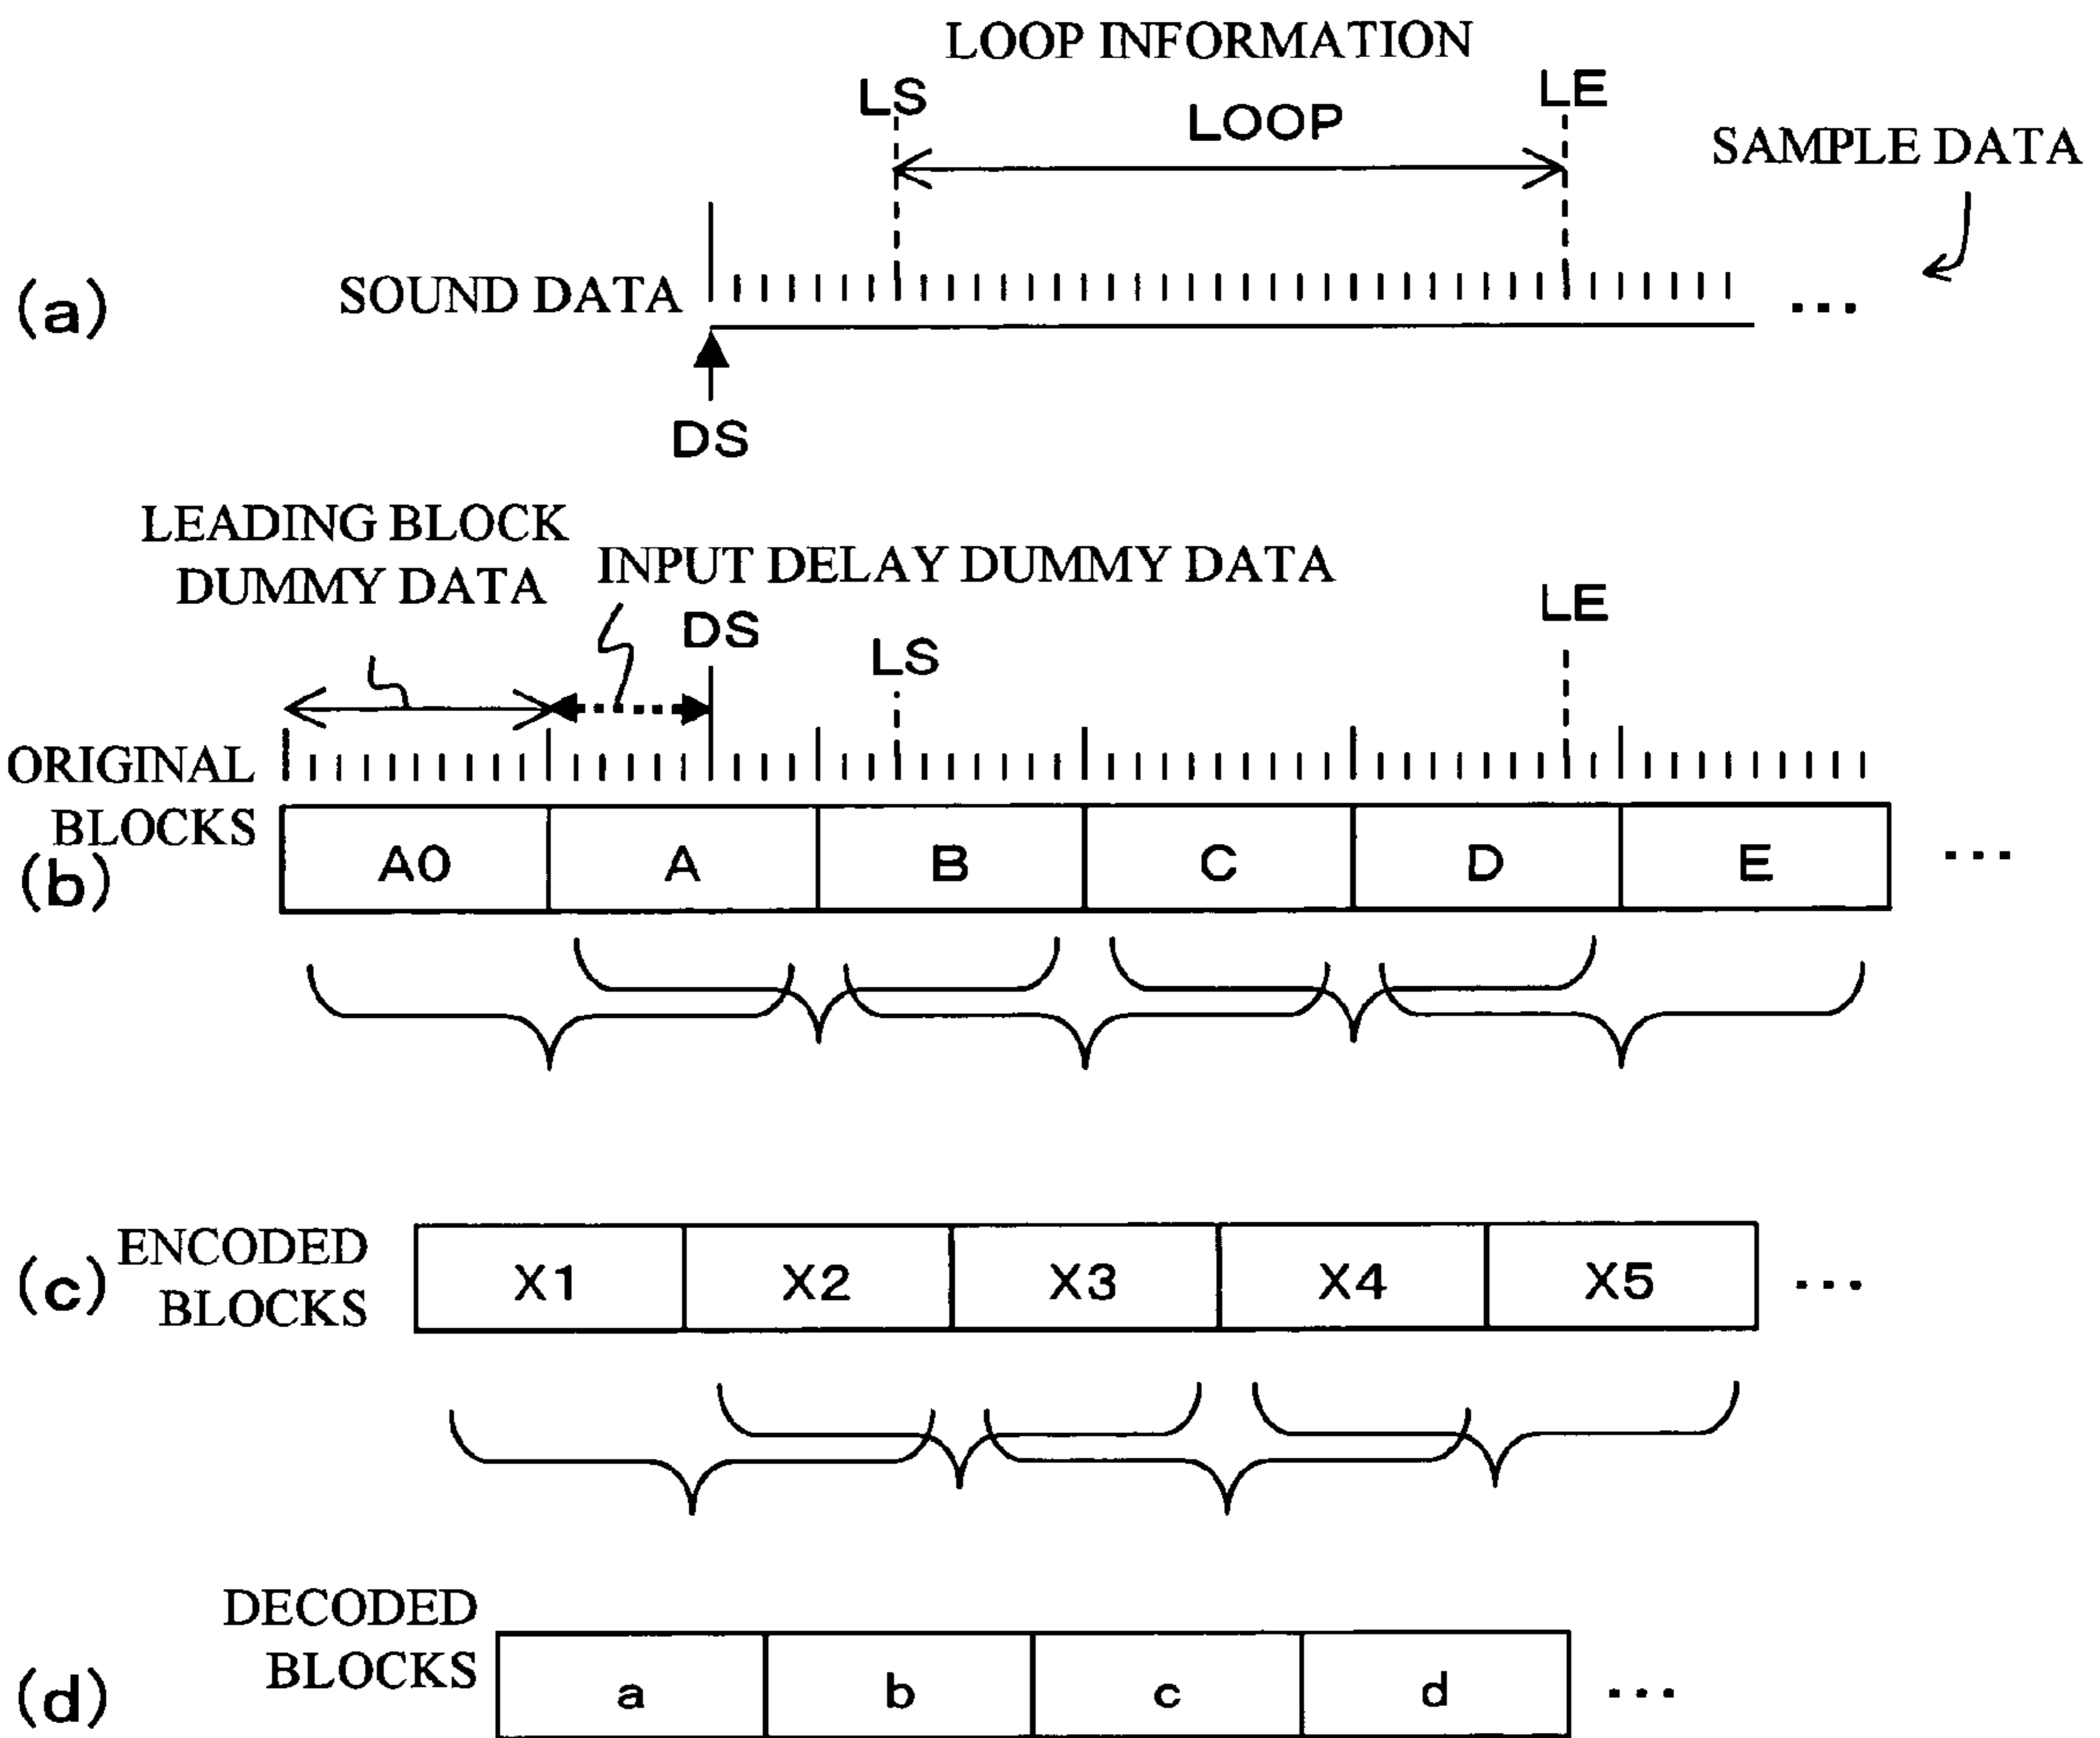 LOOP INFORMATION
LS
LE
LOOP
SAMPLE DATA
(a)
SOUND DATA
...
DS
LEADING BLOCK
DUMMY DATA
INPUT DELAY DUMMY DATA
DS
LS
LE
ORIGINAL
BLOCKS
(b)
A0 A B C D E ...
(c)
ENCODED
BLOCKS
X1 X2 X3 X4 X5 ...
DECODED
BLOCKS
(d)
a b c d ...